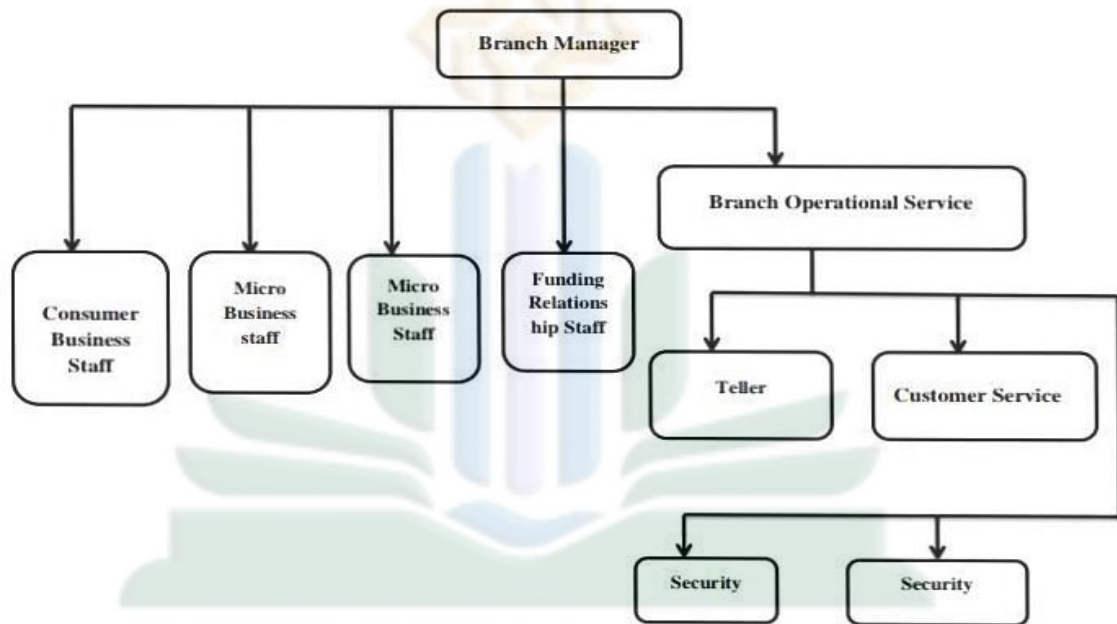 Branch Manager
Branch Operational Service
Consumer
Business
Staff
Micro
Business
staff
Micro
Business
Staff
Funding
Relations
hip Staff
Teller
Customer Service
Security
Security